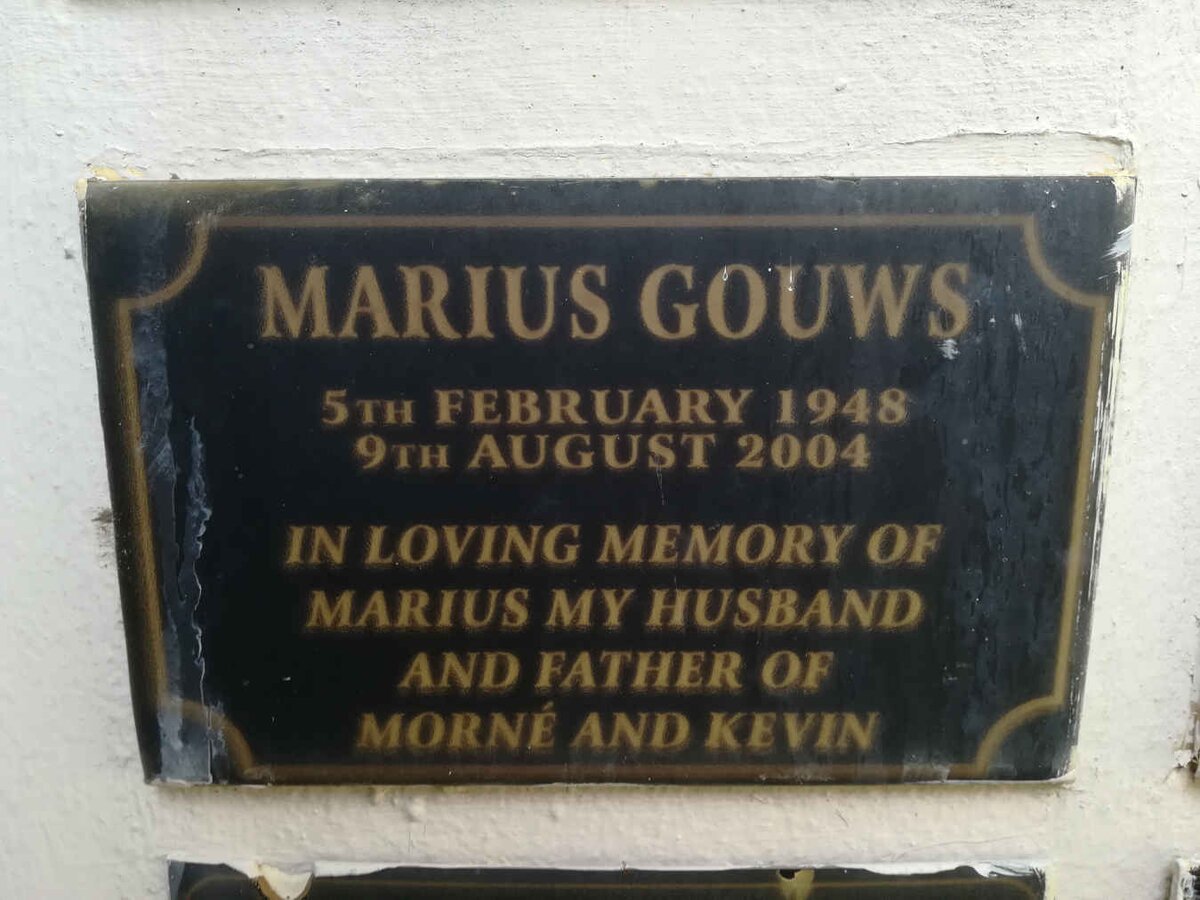 MARIUS GOUWS
5TH FEBRUARY 1948
9TH AUGUST 2004
IN LOVING MEMORY OF
MARIUS MY HUSBAND
AND FATHER OF
MORNÉ AND KEVIN